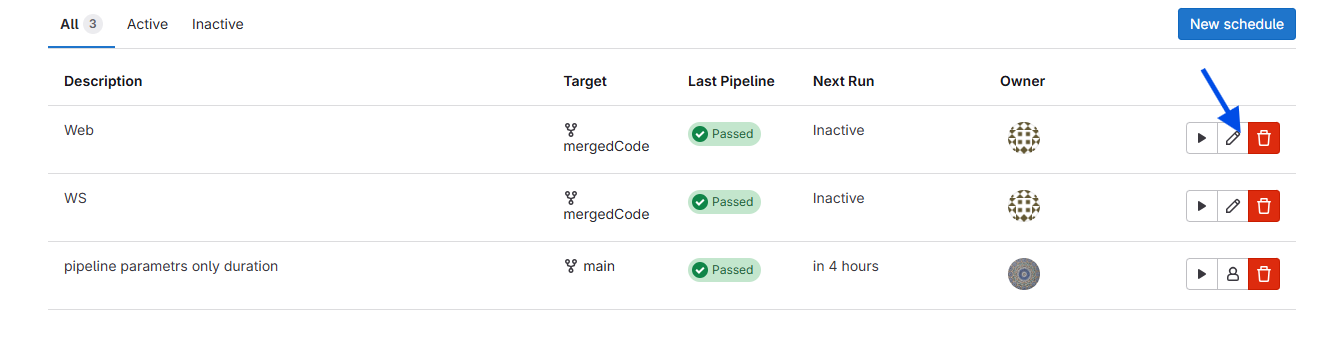 All 3 Active Inactive New schedule
Description Target Last Pipeline Next Run Owner
Web mergedCode Passed Inactive
WS mergedCode Passed Inactive
pipeline parametrs only duration main Passed in 4 hours